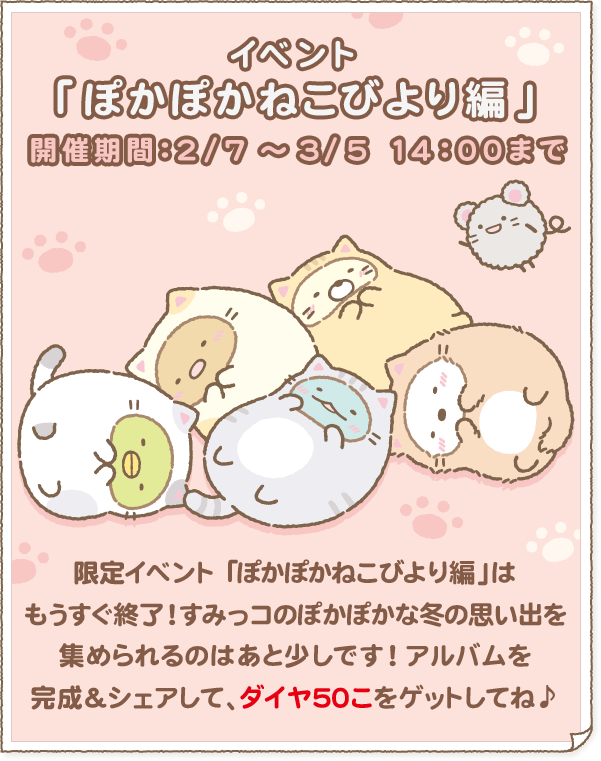 イベント
「ぽかぽかねこびより編」
開催期間：2/7 ～ 3/5 14：00まで
限定イベント「ぽかぽかねこびより編」は
もうすぐ終了！すみっコのぽかぽかな冬の思い出を
集められるのはあと少しです！ アルバムを
完成＆シェアして、ダイヤ50こをゲットしてね♪